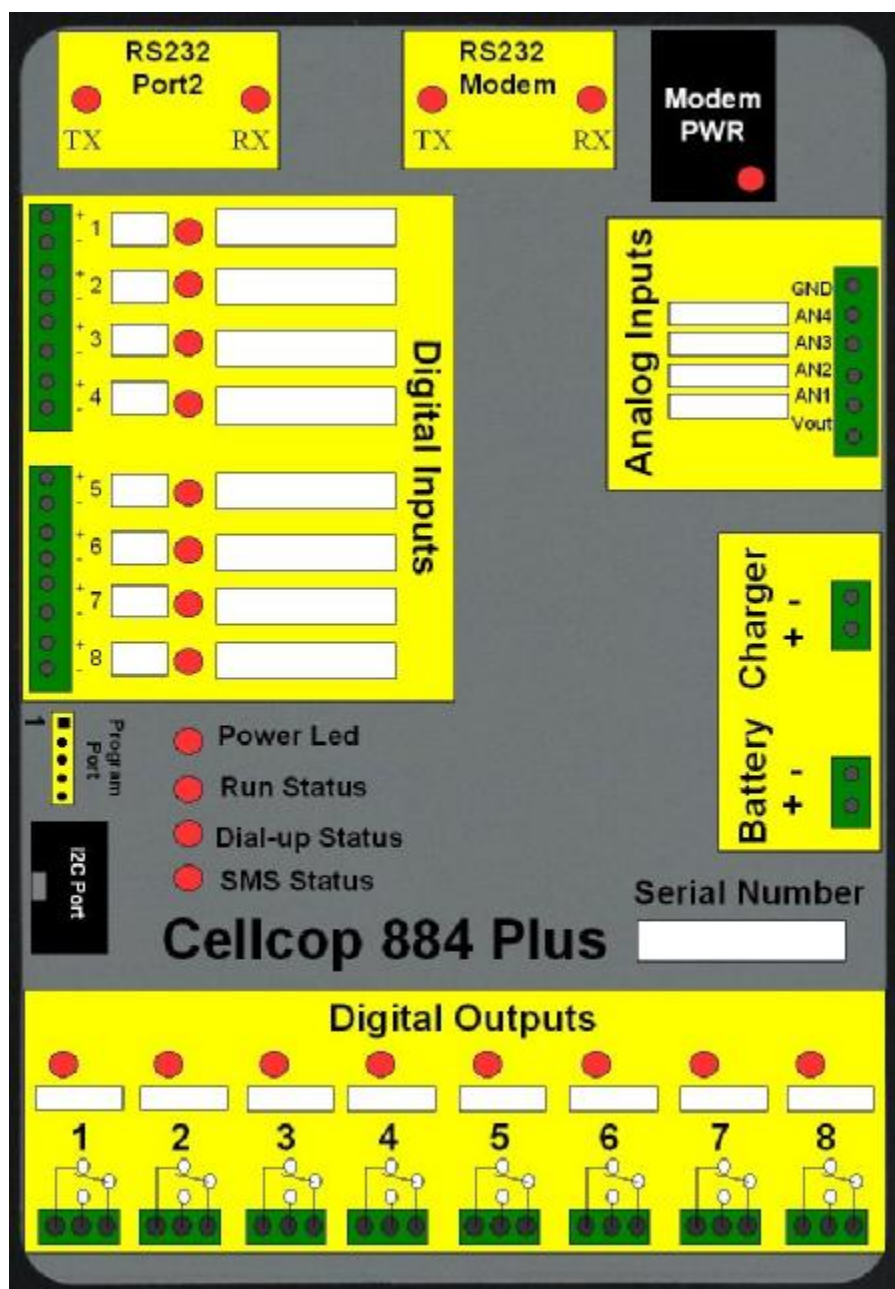 RS232
Port2
TX RX
RS232
Modem
TX RX
Modem
PWR
Digital Inputs
+
- 1
+
- 2
+
- 3
+
- 4
+
- 5
+
- 6
+
- 7
+
- 8
Analog Inputs
GND
AN4
AN3
AN2
AN1
Vout
Charger
-
+
Battery
-
+
1
Program
Port
I2C Port
Power Led
Run Status
Dial-up Status
SMS Status
Serial Number
Cellcop 884 Plus
Digital Outputs
1 2 3 4 5 6 7 8